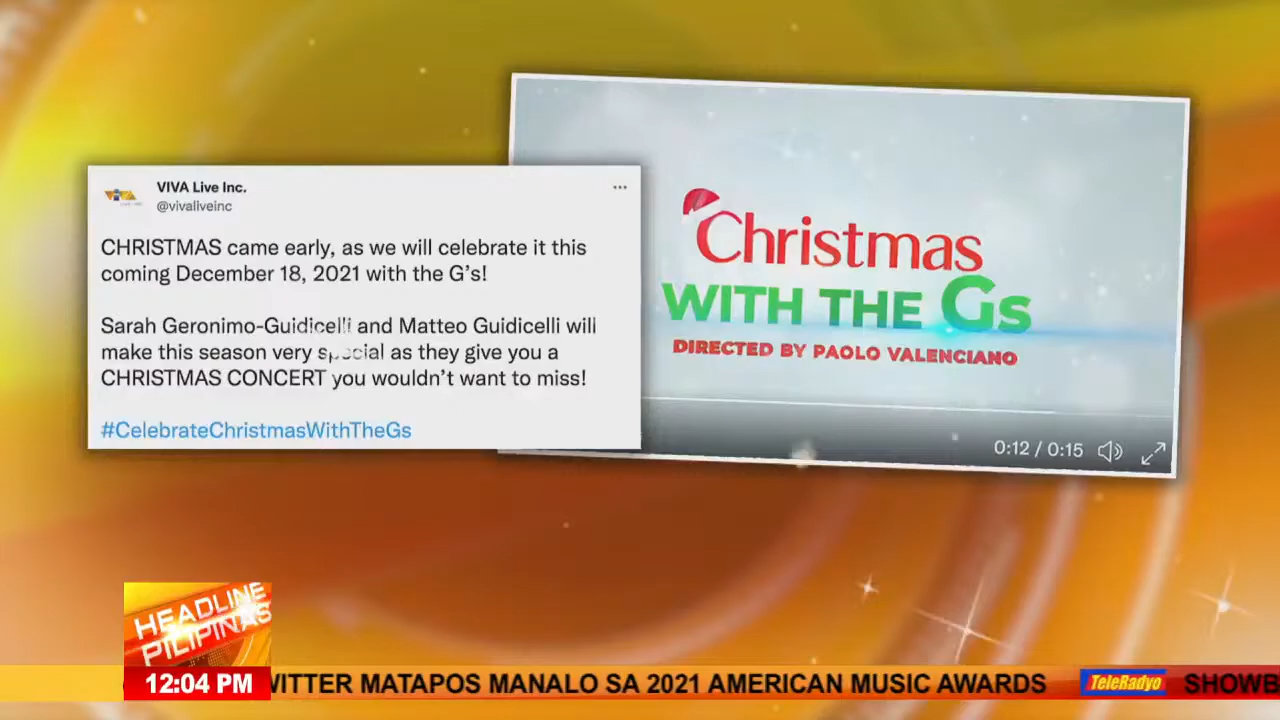 VIVA Live Inc.
@vivaliveinc
CHRISTMAS came early, as we will celebrate it this
coming December 18, 2021 with the G's!
Sarah Geronimo-Guidicelli and Matteo Guidicelli will
make this season very special as they give you a
CHRISTMAS CONCERT you wouldn't want to miss!
#CelebrateChristmasWithTheGs
Christmas
WITH THE Gs
DIRECTED BY PAOLO VALENCIANO
0:12 / 0:15
HEADLINE
PILIPINAS
12:04 PM
WITTER MATAPOS MANALO SA 2021 AMERICAN MUSIC AWARDS
TeleRadyo
SHOWB